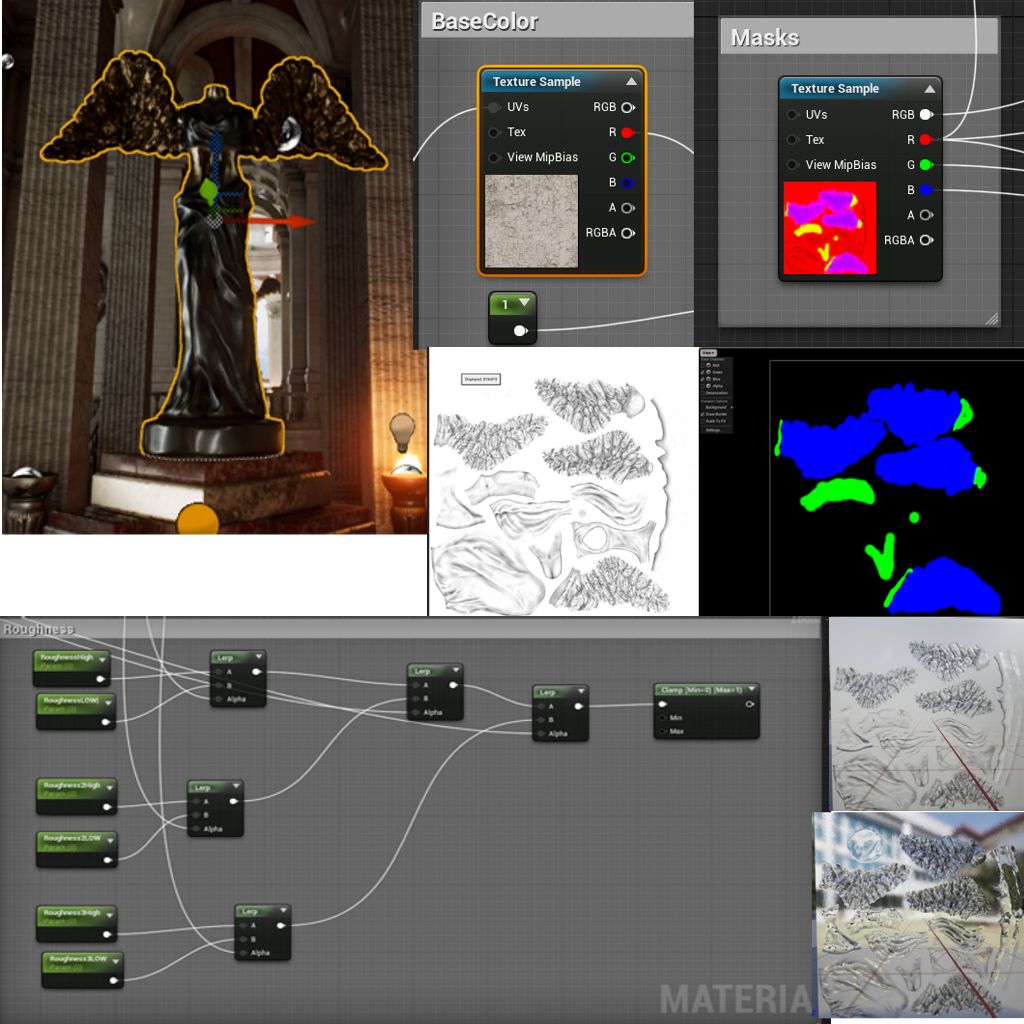 BaseColor
Texture Sample
UVs
RGB
Tex
R
View MipBias
G
B
A
RGBA
1
Masks
Texture Sample
UVs
RGB
Tex
R
View MipBias
G
B
A
RGBA
Roughness
RoughnessHigh
Param (0)
RoughnessLOW
Param (0)
Lerp
A
B
Alpha
Lerp
A
B
Alpha
Lerp
A
B
Alpha
Clamp (Min=0) (Max=1)
Min
Max
Roughness2High
Param (0)
Roughness2LOW
Param (0)
Lerp
A
B
Alpha
Roughness3High
Param (0)
Roughness3LOW
Param (0)
Lerp
A
B
Alpha
MATERIA